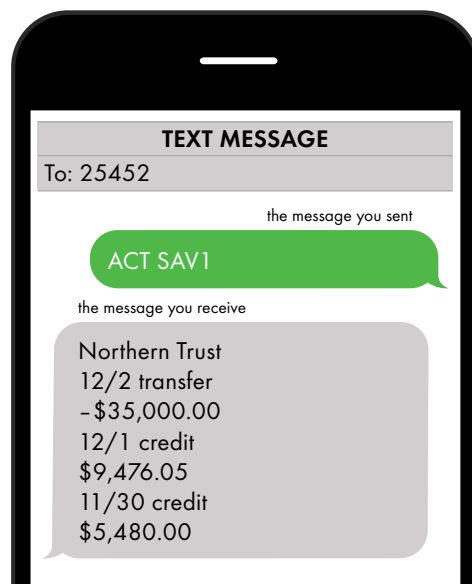 TEXT MESSAGE
To: 25452
the message you sent
ACT SAV1
the message you receive
Northern Trust
12/2 transfer
–$35,000.00
12/1 credit
$9,476.05
11/30 credit
$5,480.00